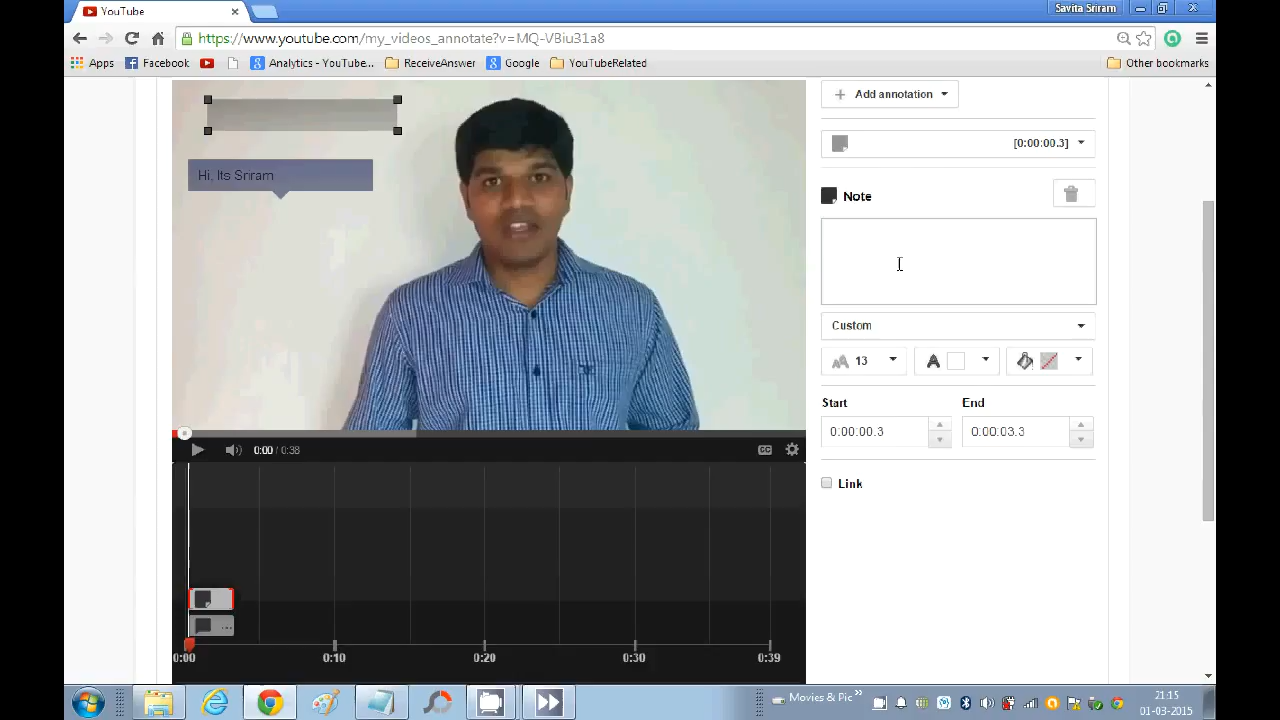 YouTube
Savita Sriram
https://www.youtube.com/my_videos_annotate?v=MQ-VBiu31a8
Apps
Facebook
Analytics - YouTube...
ReceiveAnswer
Google
YouTubeRelated
Other bookmarks
Add annotation
[0:00:00.3]
Hi, Its Sriram
Note
Custom
13
Start
End
0:00:00.3
0:00:03.3
0:00 / 0:38
CC
Link
...
0:00
0:10
0:20
0:30
0:39
Movies & Pic
21:15
01-03-2015